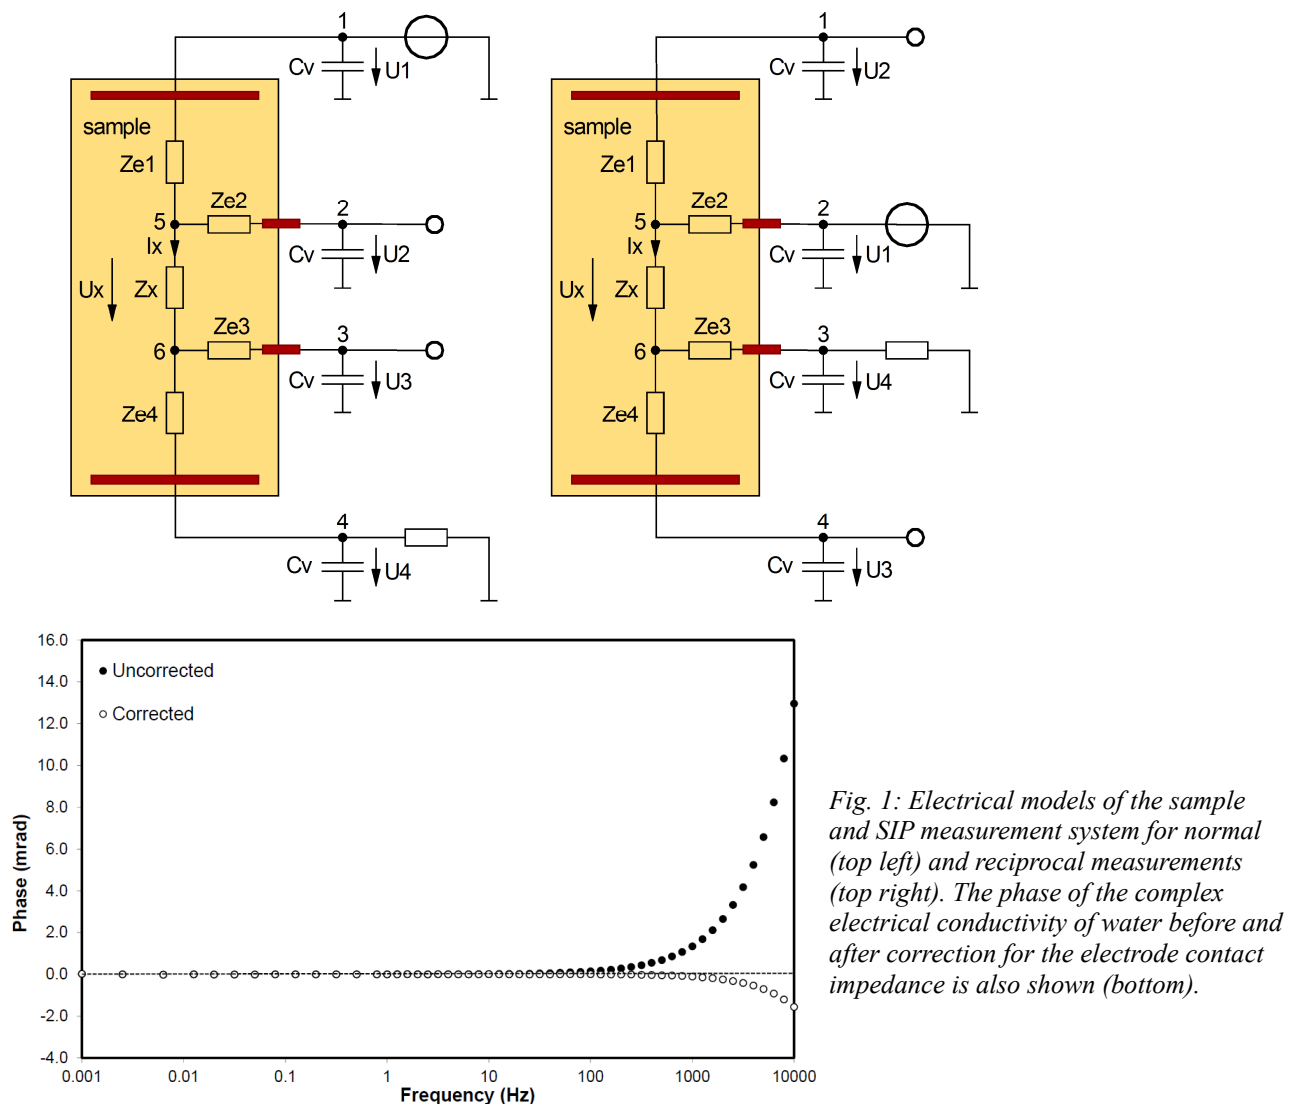 1
Cv
U1
sample
Ze1
Ze2
5
2
Ix
Cv
U2
Ux
Zx
Ze3
6
3
Cv
U3
Ze4
4
Cv
U4
1
Cv
U2
sample
Ze1
Ze2
5
2
Ix
Cv
U1
Ux
Zx
Ze3
6
3
Cv
U4
Ze4
4
Cv
U3
16.0
14.0
12.0
10.0
8.0
6.0
4.0
2.0
0.0
-2.0
-4.0
Phase (mrad)
Uncorrected
Corrected
0.001
0.01
0.1
1
10
100
1000
10000
Frequency (Hz)
Fig. 1: Electrical models of the sample
and SIP measurement system for normal
(top left) and reciprocal measurements
(top right). The phase of the complex
electrical conductivity of water before and
after correction for the electrode contact
impedance is also shown (bottom).